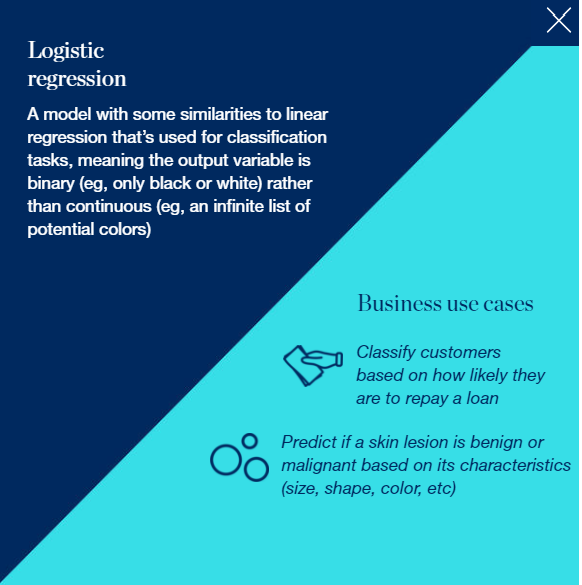 Logistic
regression
A model with some similarities to linear
regression that's used for classification
tasks, meaning the output variable is
binary (eg, only black or white) rather
than continuous (eg, an infinite list of
potential colors)
Business use cases
Classify customers
based on how likely they
are to repay a loan
Predict if a skin lesion is benign or
malignant based on its characteristics
(size, shape, color, etc)